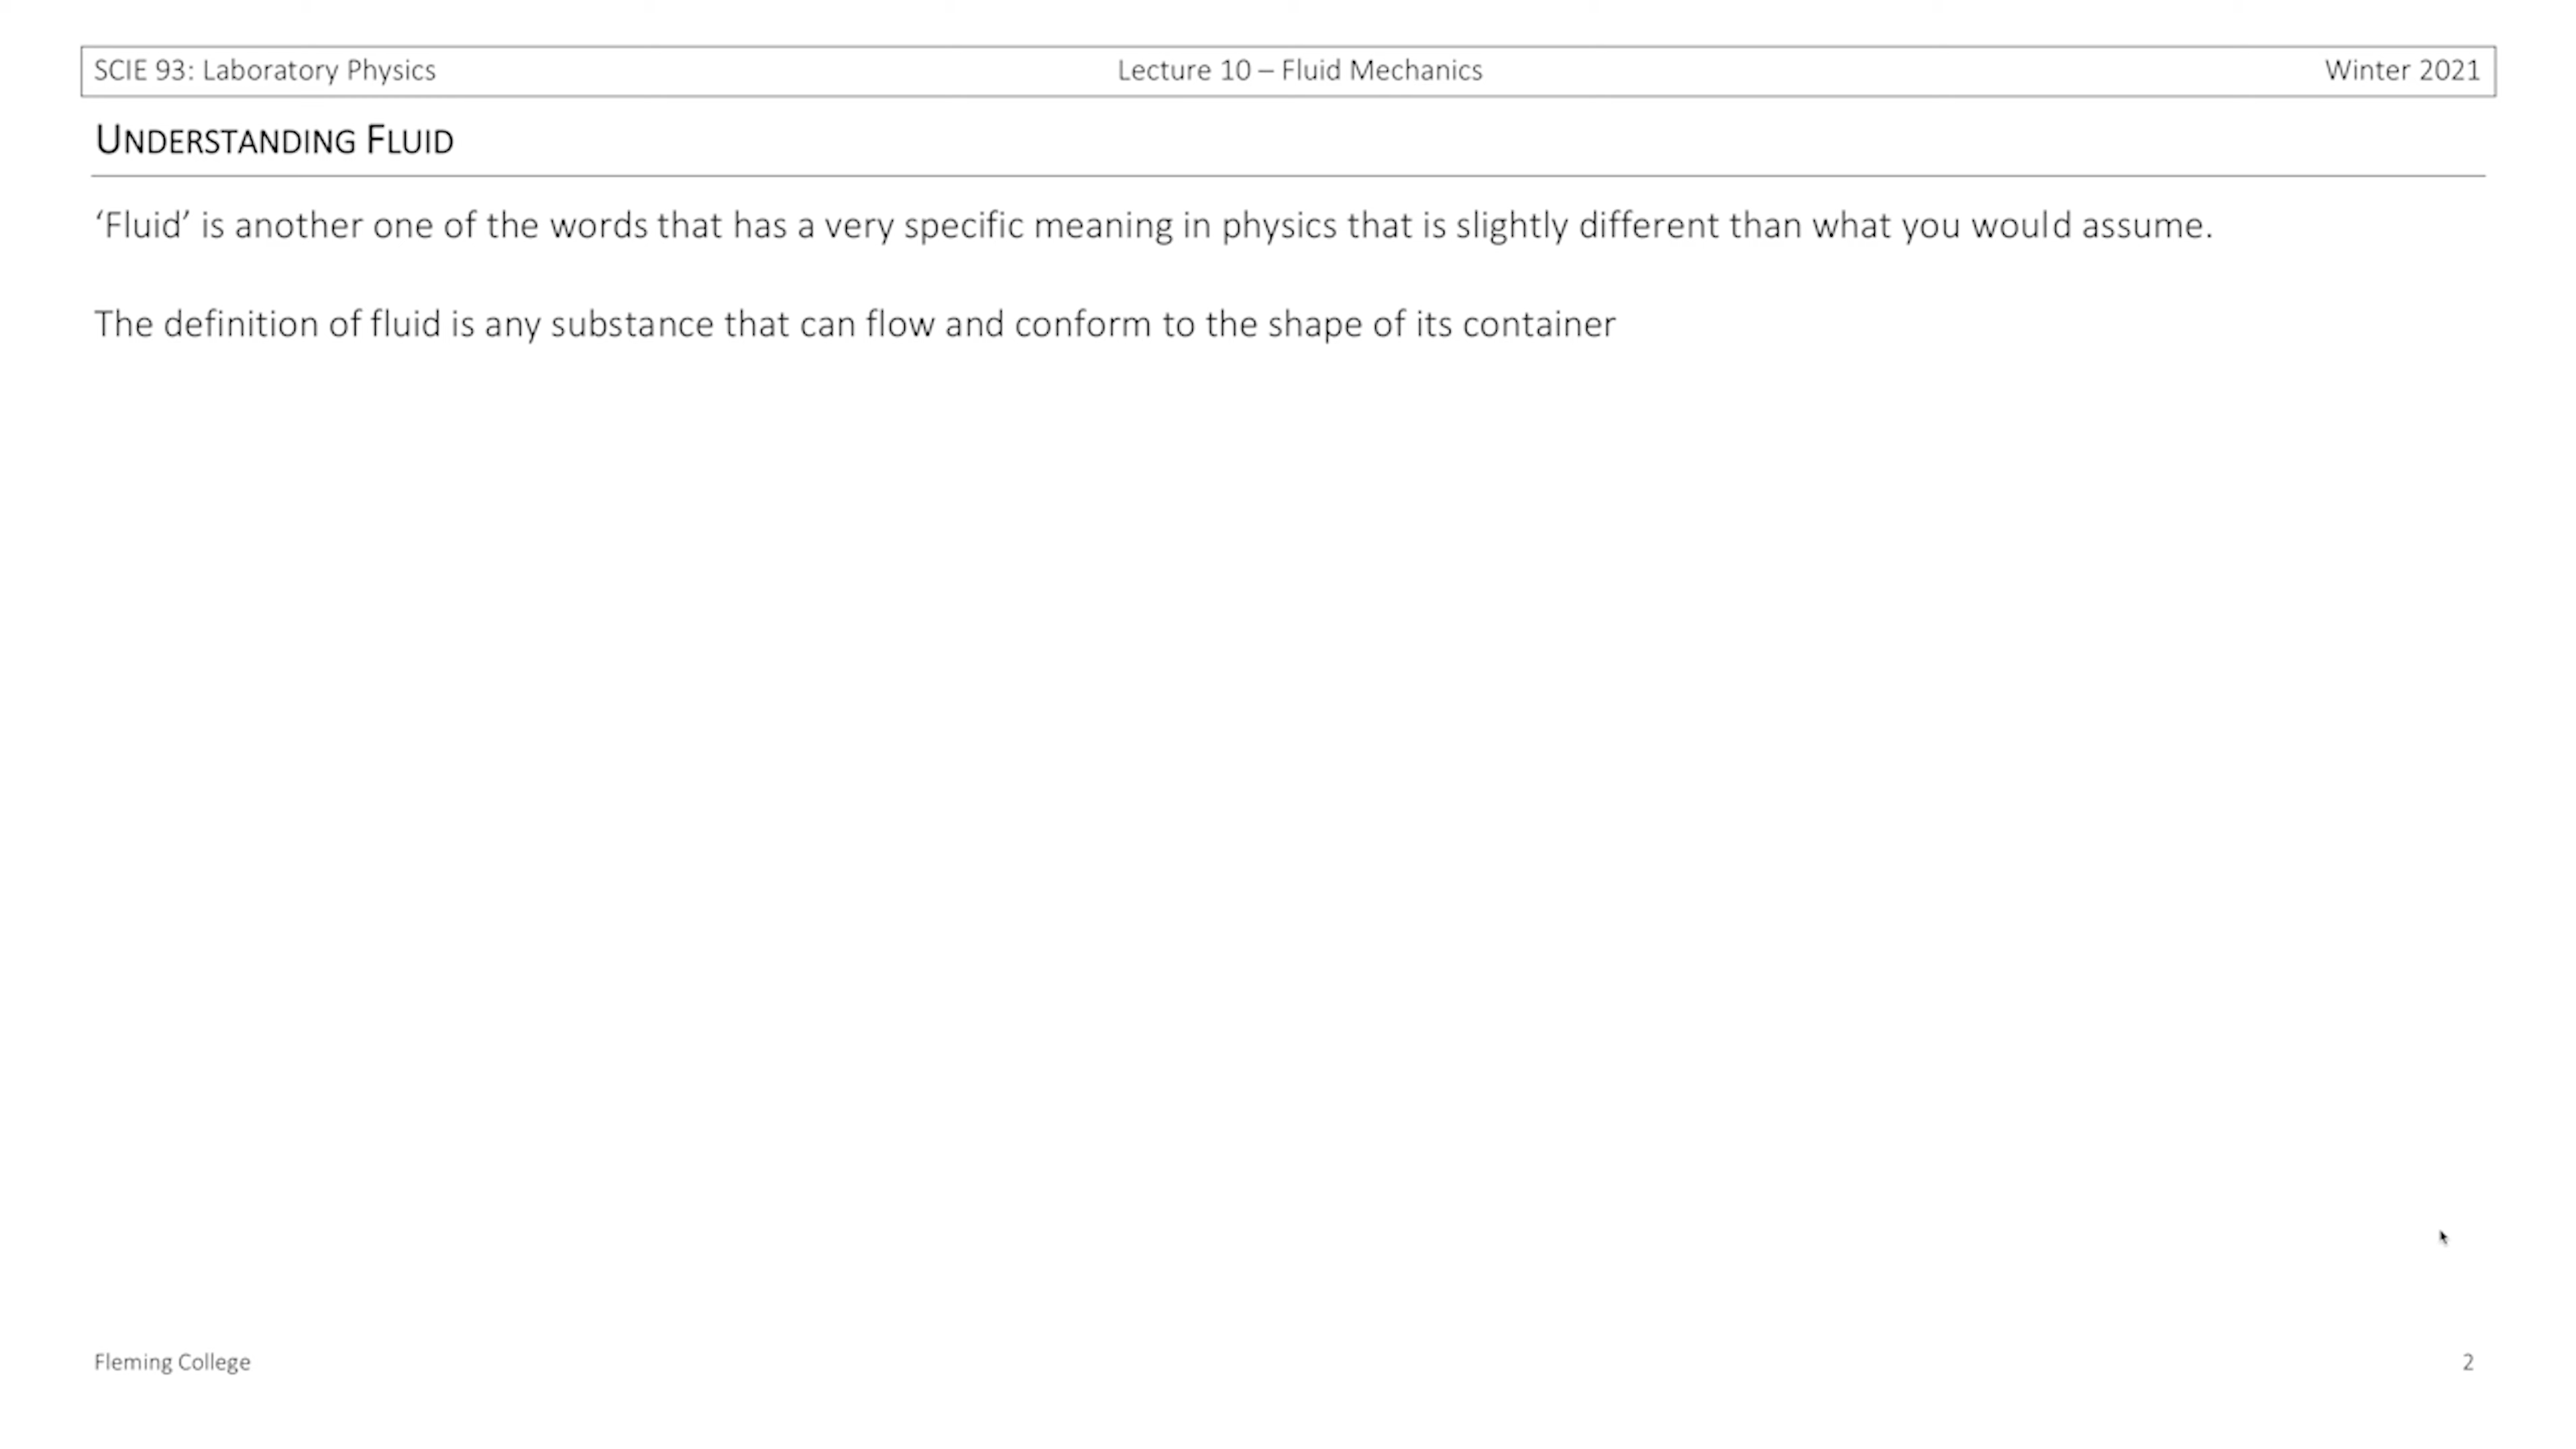 SCIE 93: Laboratory Physics Lecture 10 – Fluid Mechanics Winter 2021
UNDERSTANDING FLUID
‘Fluid’ is another one of the words that has a very specific meaning in physics that is slightly different than what you would assume.
The definition of fluid is any substance that can flow and conform to the shape of its container
Fleming College 2